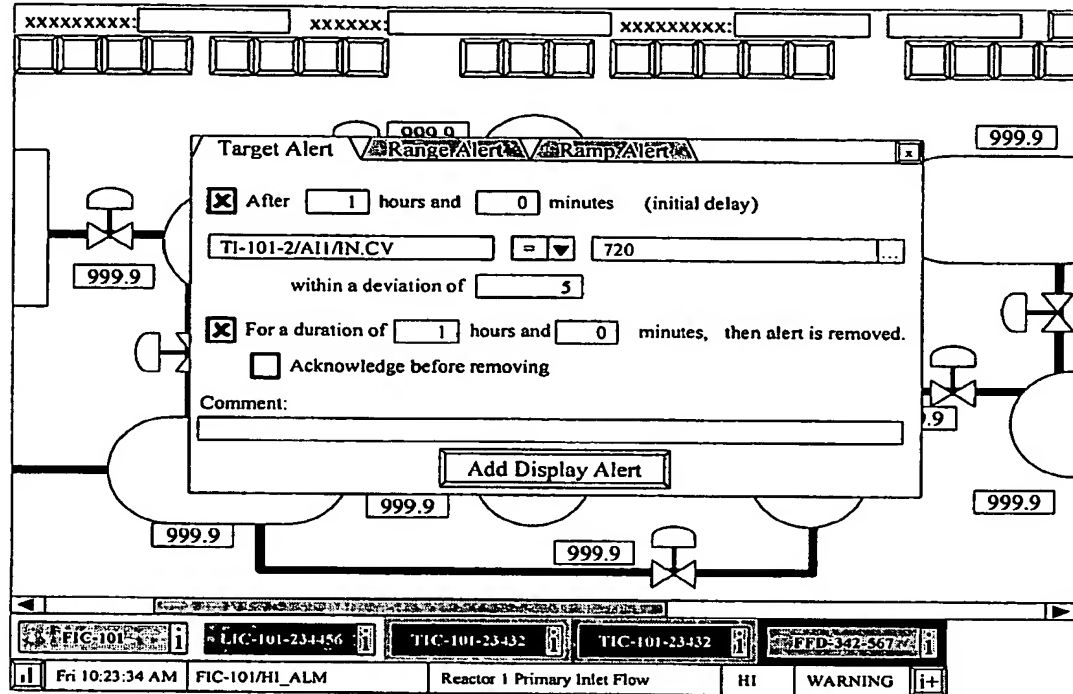 xxxxxxxxx: xxxxxx: xxxxxxxxx:
999.9 999.9
Target Alert Range Alert Ramp Alert x
After 1 hours and 0 minutes (initial delay)
TI-101-2/AI1/IN.CV = 720 ...
999.9
within a deviation of 5
For a duration of 1 hours and 0 minutes, then alert is removed.
Acknowledge before removing
Comment:
.9
Add Display Alert
999.9 999.9
999.9
999.9
FIC-101 i LIC-101-234456 i TIC-101-23432 i TIC-101-23432 i FFD-342-567 i
Fri 10:23:34 AM FIC-101/HI_ALM Reactor 1 Primary Inlet Flow HI WARNING i+